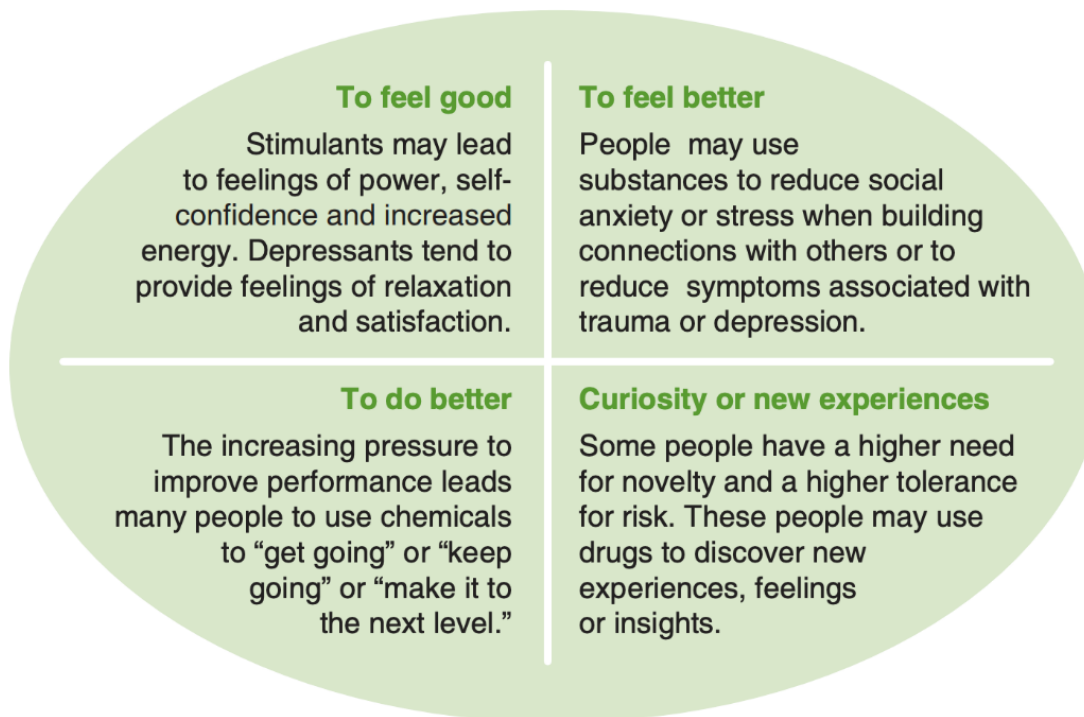 To feel good
Stimulants may lead
to feelings of power, self-
confidence and increased
energy. Depressants tend to
provide feelings of relaxation
and satisfaction.
To feel better
People may use
substances to reduce social
anxiety or stress when building
connections with others or to
reduce symptoms associated with
trauma or depression.
To do better
The increasing pressure to
improve performance leads
many people to use chemicals
to “get going” or “keep
going” or “make it to
the next level.”
Curiosity or new experiences
Some people have a higher need
for novelty and a higher tolerance
for risk. These people may use
drugs to discover new
experiences, feelings
or insights.